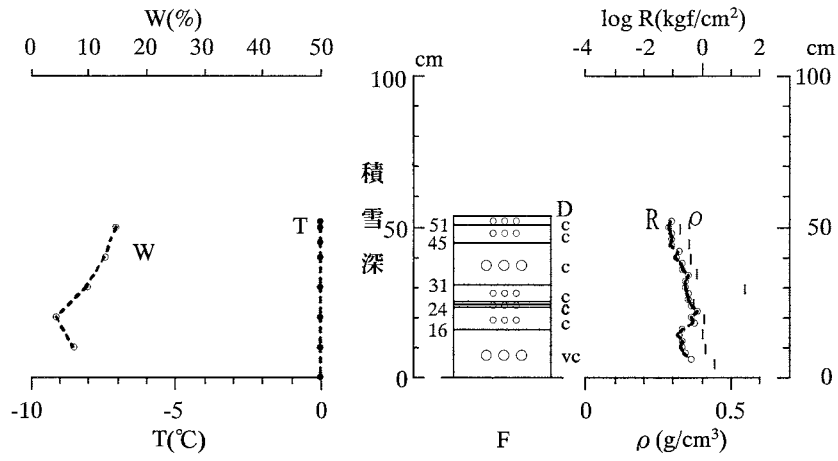 W(%)
0 10 20 30 40 50
-10 -5 0
T(℃)
W
T
積雪深
cm
100
50
0
D
51 c
c
45
c
31
c
c
24 c
c
16
vc
F
log R(kgf/cm²)
-4 -2 0 2
cm
100
50
0
R ρ
0 0.5
ρ (g/cm³)